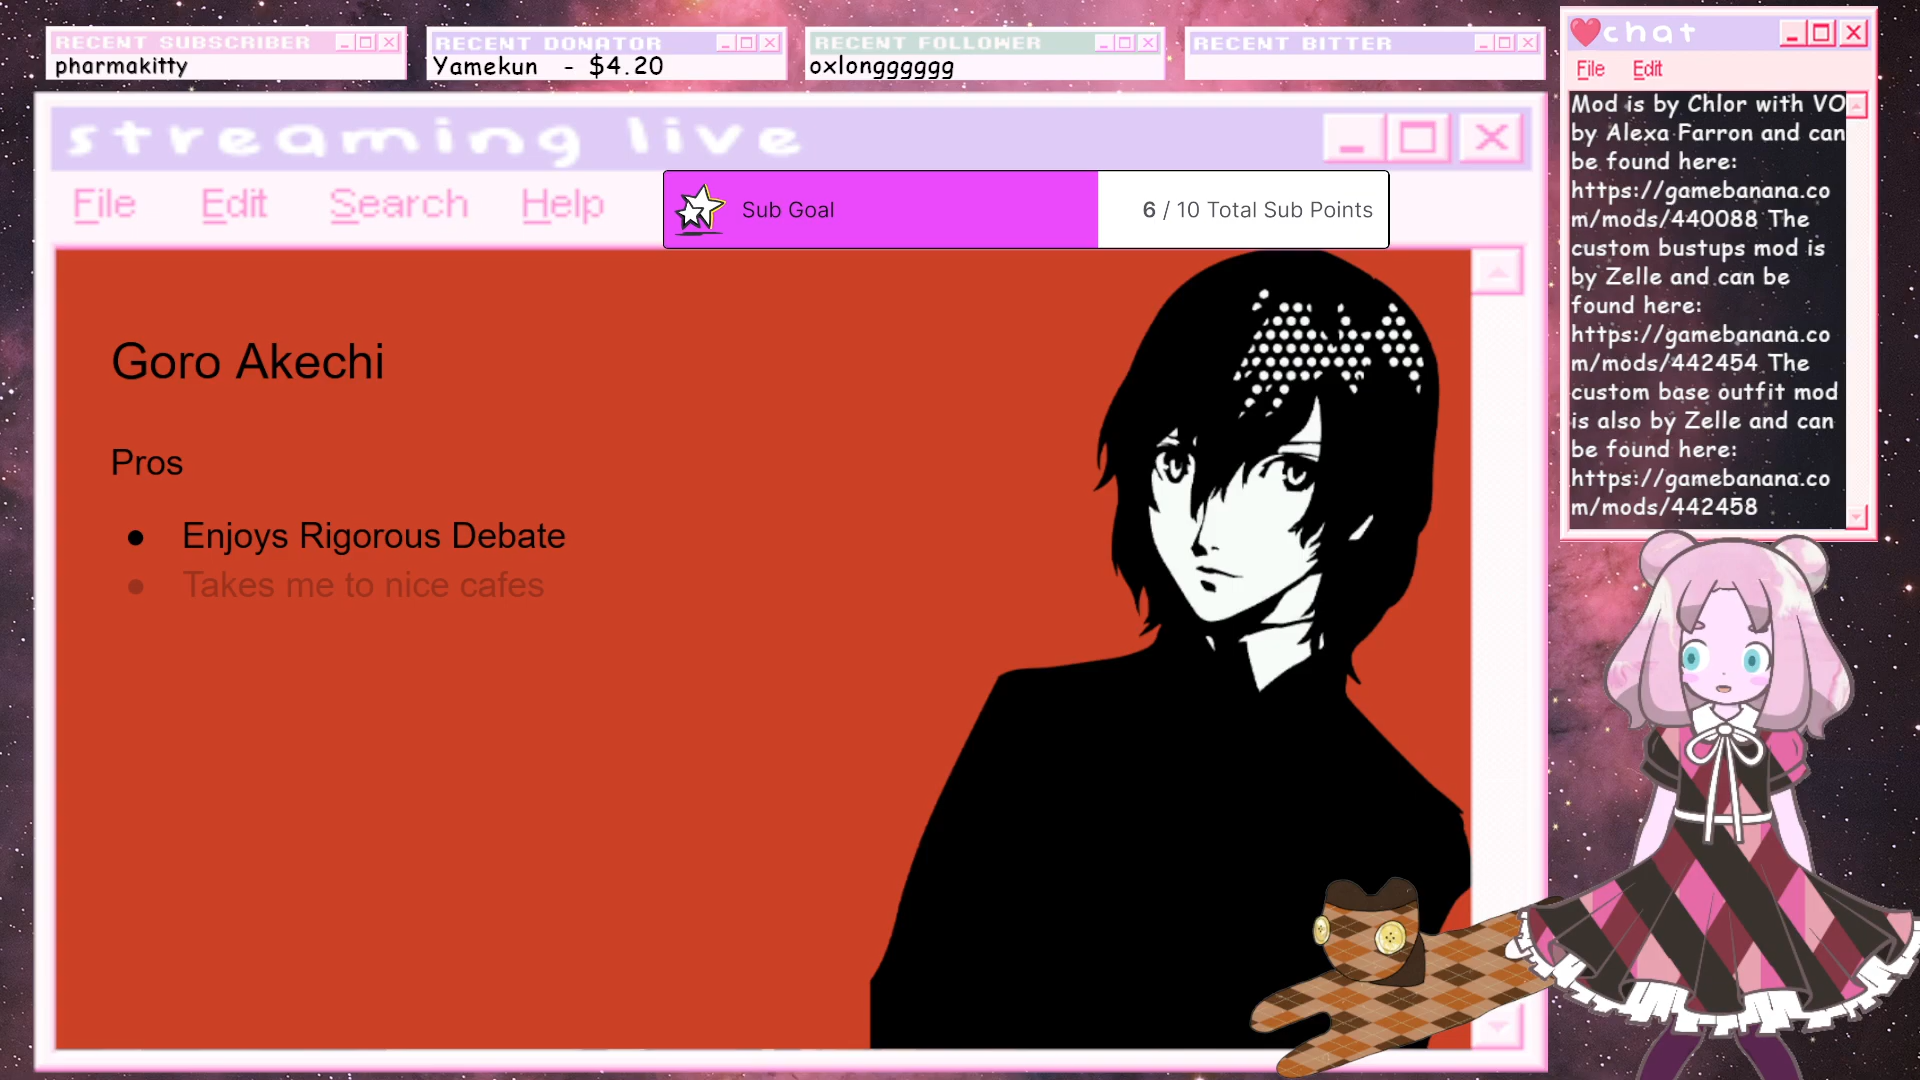 RECENT SUBSCRIBER
pharmakitty
RECENT DONATOR
Yamekun - $4.20
RECENT FOLLOWER
oxlongggggg
RECENT BITTER
streaming live
File Edit Search Help
Sub Goal
6 / 10 Total Sub Points
Goro Akechi
Pros
● Enjoys Rigorous Debate
● Takes me to nice cafes
chat
File Edit
Mod is by Chlor with VO
by Alexa Farron and can
be found here:
https://gamebanana.co
m/mods/440088 The
custom bustups mod is
by Zelle and can be
found here:
https://gamebanana.co
m/mods/442454 The
custom base outfit mod
is also by Zelle and can
be found here:
https://gamebanana.co
m/mods/442458